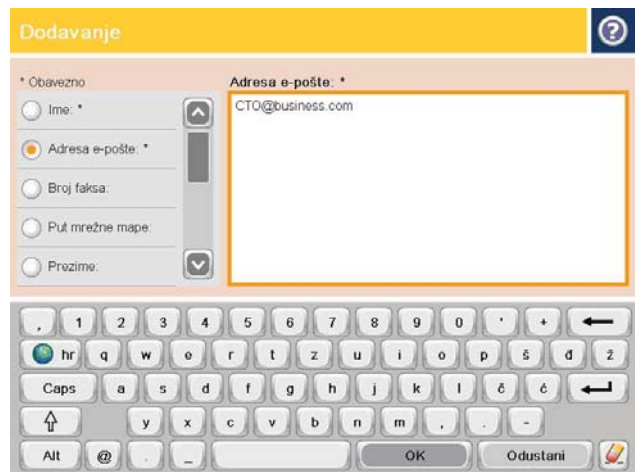 Dodavanje
* Obavezno
Adresa e-pošte: *
Ime: *
CTO@business.com
Adresa e-pošte: *
Broj faksa:
Put mrežne mape:
Prezime:
, 1 2 3 4 5 6 7 8 9 0 ' +
hr q w e r t z u i o p š đ ž
Caps a s d f g h j k l č ć
y x c v b n m , . -
Alt @ . _ OK Odustani